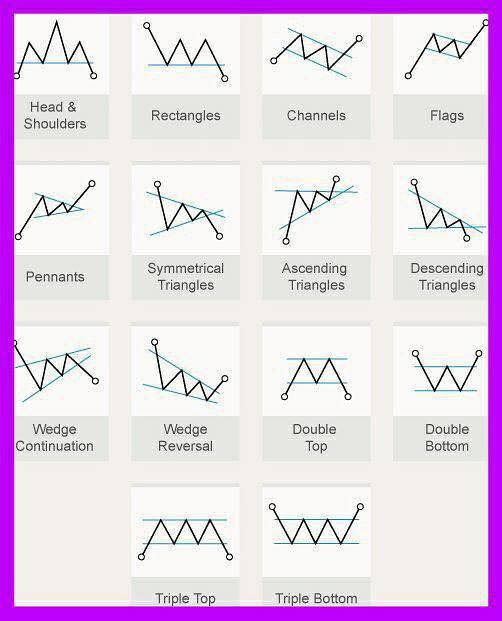 Head &
Shoulders
Rectangles
Channels
Flags
Pennants
Symmetrical
Triangles
Ascending
Triangles
Descending
Triangles
Wedge
Continuation
Wedge
Reversal
Double
Top
Double
Bottom
Triple Top
Triple Bottom